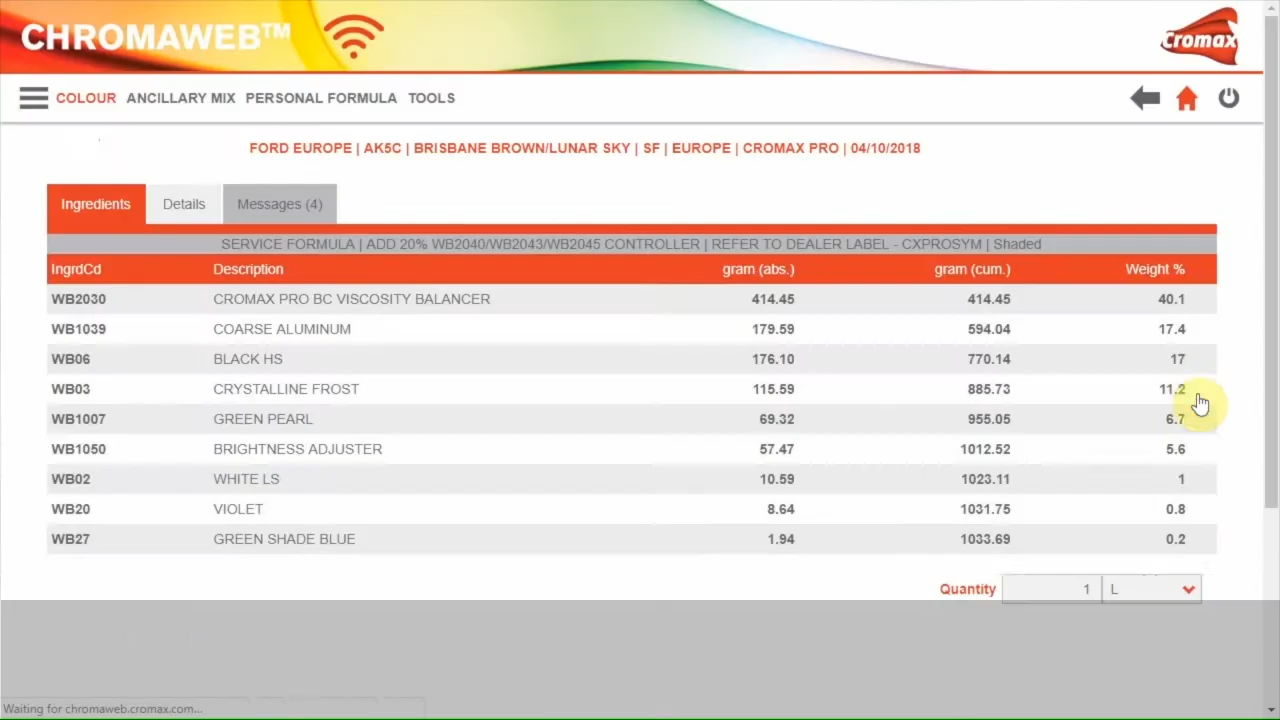 CHROMAWEB™
Cromax
COLOUR ANCILLARY MIX PERSONAL FORMULA TOOLS
FORD EUROPE | AK5C | BRISBANE BROWN/LUNAR SKY | SF | EUROPE | CROMAX PRO | 04/10/2018
Ingredients Details Messages (4)
SERVICE FORMULA | ADD 20% WB2040/WB2043/WB2045 CONTROLLER | REFER TO DEALER LABEL - CXPROSYM | Shaded
IngrdCd Description gram (abs.) gram (cum.) Weight %
WB2030 CROMAX PRO BC VISCOSITY BALANCER 414.45 414.45 40.1
WB1039 COARSE ALUMINUM 179.59 594.04 17.4
WB06 BLACK HS 176.10 770.14 17
WB03 CRYSTALLINE FROST 115.59 885.73 11.2
WB1007 GREEN PEARL 69.32 955.05 6.7
WB1050 BRIGHTNESS ADJUSTER 57.47 1012.52 5.6
WB02 WHITE LS 10.59 1023.11 1
WB20 VIOLET 8.64 1031.75 0.8
WB27 GREEN SHADE BLUE 1.94 1033.69 0.2
Quantity 1 L
Waiting for chromaweb.cromax.com...